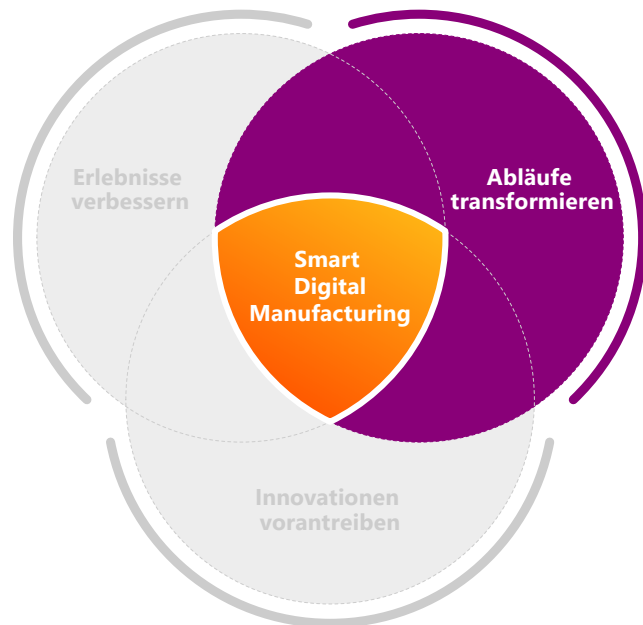 Erlebnisse
verbessern
Abläufe
transformieren
Smart
Digital
Manufacturing
Innovationen
vorantreiben